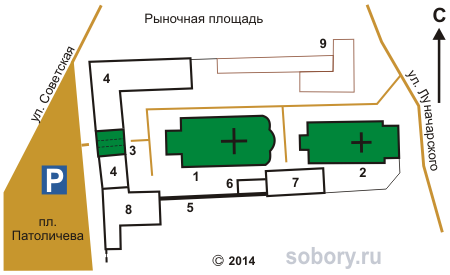 Рыночная площадь
С
ул. Советская
ул. Луначарского
9
4
3
4
1
2
6
7
5
8
P
пл.
Патоличева
© 2014
sobory.ru